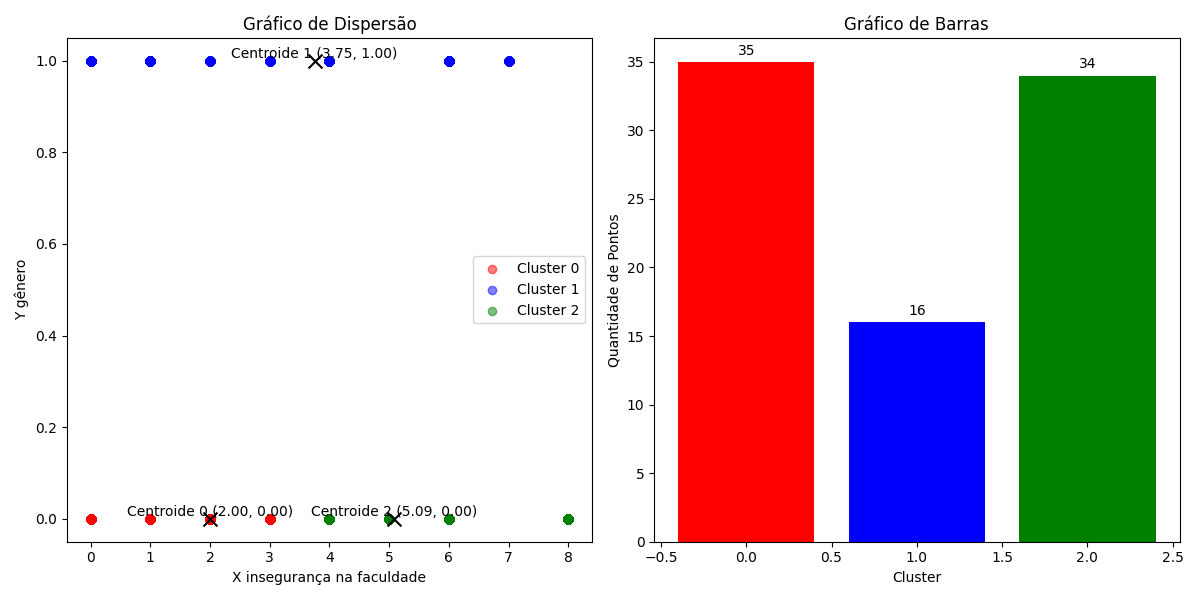 Gráfico de Dispersão
Centroide 1 (3.75, 1.00)
1.0
0.8
0.6
0.4
0.2
0.0
Y gênero
Cluster 0
Cluster 1
Cluster 2
Centroide 0 (2.00, 0.00)
Centroide 2 (5.09, 0.00)
0 1 2 3 4 5 6 7 8
X insegurança na faculdade
Gráfico de Barras
35
16
34
35
30
25
20
15
10
5
0
Quantidade de Pontos
−0.5 0.0 0.5 1.0 1.5 2.0 2.5
Cluster